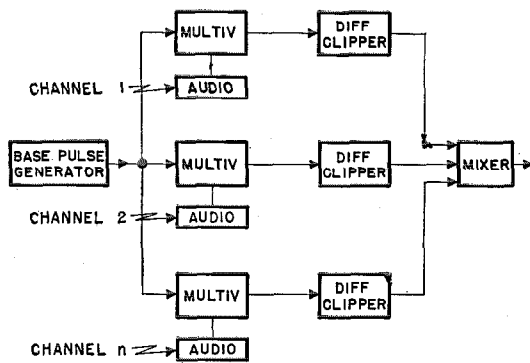 MULTIV
DIFF
CLIPPER
CHANNEL 1
AUDIO
BASE PULSE
GENERATOR
MULTIV
DIFF
CLIPPER
MIXER
CHANNEL 2
AUDIO
MULTIV
DIFF
CLIPPER
CHANNEL n
AUDIO